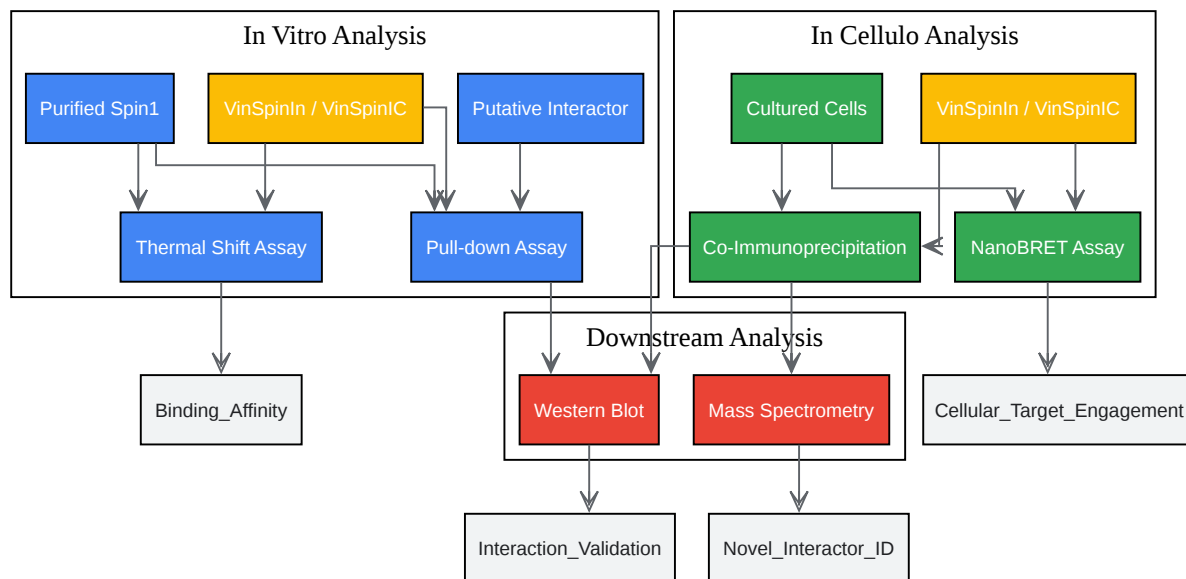 In Vitro Analysis
In Cellulo Analysis
Purified Spin1
VinSpinIn / VinSpinIC
Putative Interactor
Cultured Cells
VinSpinIn / VinSpinIC
Thermal Shift Assay
Pull-down Assay
Co-Immunoprecipitation
NanoBRET Assay
Downstream Analysis
Binding_Affinity
Western Blot
Mass Spectrometry
Cellular_Target_Engagement
Interaction_Validation
Novel_Interactor_ID